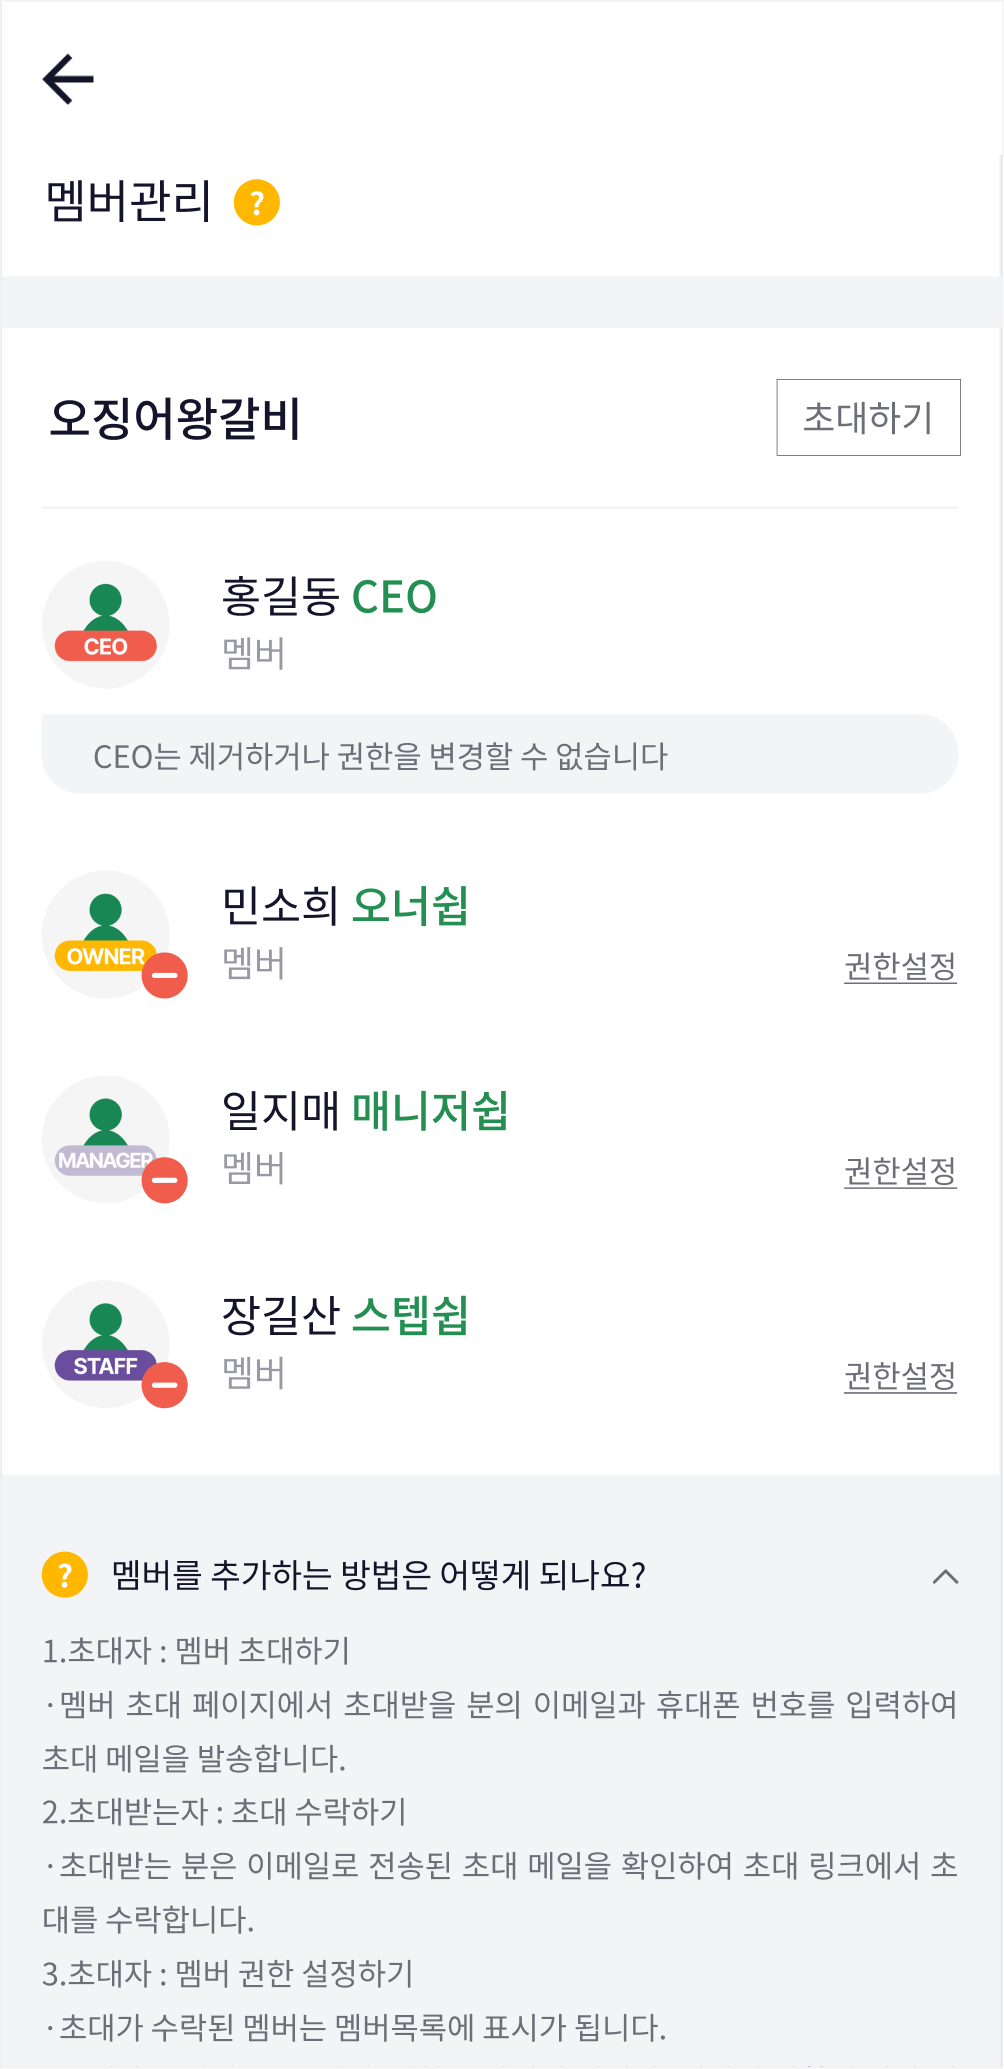 멤버관리 ?
오징어왕갈비 초대하기
홍길동 CEO
CEO
멤버
CEO는 제거하거나 권한을 변경할 수 없습니다
민소희 오너쉽
OWNER
멤버 권한설정
일지매 매니저쉽
MANAGER
멤버 권한설정
장길산 스텝쉽
STAFF
멤버 권한설정
? 멤버를 추가하는 방법은 어떻게 되나요?
1.초대자 : 멤버 초대하기
·멤버 초대 페이지에서 초대받을 분의 이메일과 휴대폰 번호를 입력하여
초대 메일을 발송합니다.
2.초대받는자 : 초대 수락하기
·초대받는 분은 이메일로 전송된 초대 메일을 확인하여 초대 링크에서 초
대를 수락합니다.
3.초대자 : 멤버 권한 설정하기
·초대가 수락된 멤버는 멤버목록에 표시가 됩니다.